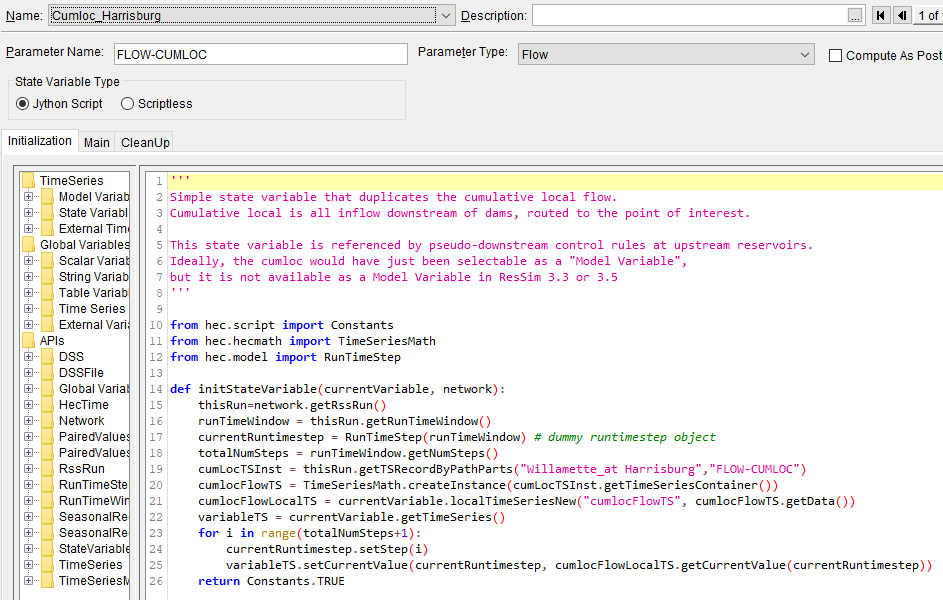 Name: Cumloc_Harrisburg Description: ... 1 of
Parameter Name: FLOW-CUMLOC Parameter Type: Flow Compute As Post
State Variable Type
Jython Script Scriptless
Initialization Main CleanUp
TimeSeries
Model Variab
State Variabl
External Time
Global Variables
Scalar Variab
String Variab
Table Variab
Time Series
External Varia
APIs
DSS
DSSFile
Global Variab
HecTime
Network
PairedValues
PairedValues
RssRun
RunTimeSte
RunTimeWin
SeasonalRe
SeasonalRe
StateVariable
TimeSeries
TimeSeriesM
1 '''
2 Simple state variable that duplicates the cumulative local flow.
3 Cumulative local is all inflow downstream of dams, routed to the point of interest.
4
5 This state variable is referenced by pseudo-downstream control rules at upstream reservoirs.
6 Ideally, the cumloc would have just been selectable as a "Model Variable",
7 but it is not available as a Model Variable in ResSim 3.3 or 3.5
8 '''
9
10 from hec.script import Constants
11 from hec.hecmath import TimeSeriesMath
12 from hec.model import RunTimeStep
13
14 def initStateVariable(currentVariable, network):
15     thisRun=network.getRssRun()
16     runTimeWindow = thisRun.getRunTimeWindow()
17     currentRuntimestep = RunTimeStep(runTimeWindow) # dummy runtimestep object
18     totalNumSteps = runTimeWindow.getNumSteps()
19     cumLocTSInst = thisRun.getTSRecordByPathParts("Willamette_at Harrisburg","FLOW-CUMLOC")
20     cumlocFlowTS = TimeSeriesMath.createInstance(cumLocTSInst.getTimeSeriesContainer())
21     cumlocFlowLocalTS = currentVariable.localTimeSeriesNew("cumlocFlowTS", cumlocFlowTS.getData())
22     variableTS = currentVariable.getTimeSeries()
23     for i in range(totalNumSteps+1):
24         currentRuntimestep.setStep(i)
25         variableTS.setCurrentValue(currentRuntimestep, cumlocFlowLocalTS.getCurrentValue(currentRuntimestep))
26     return Constants.TRUE